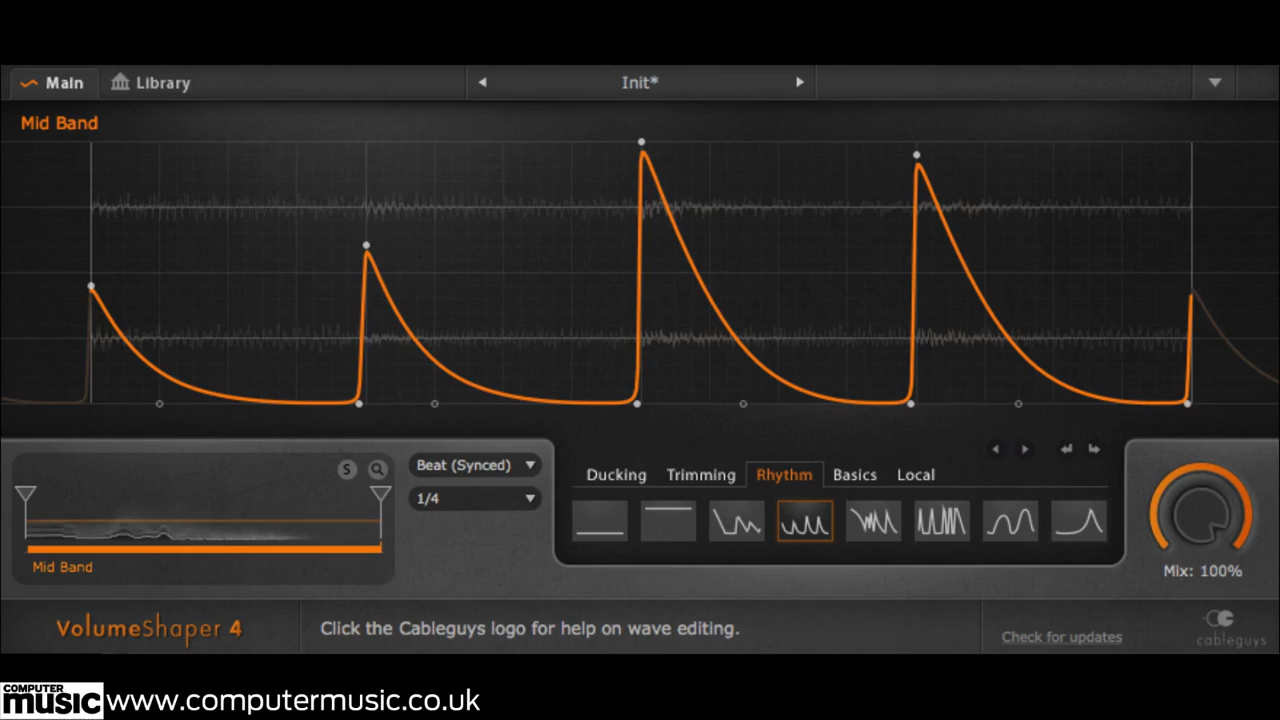 Main
Library
Init*
Mid Band
S
Beat (Synced)
1/4
Mid Band
Ducking
Trimming
Rhythm
Basics
Local
Mix: 100%
VolumeShaper 4
Click the Cableguys logo for help on wave editing.
Check for updates
cableguys
COMPUTER
music
www.computermusic.co.uk